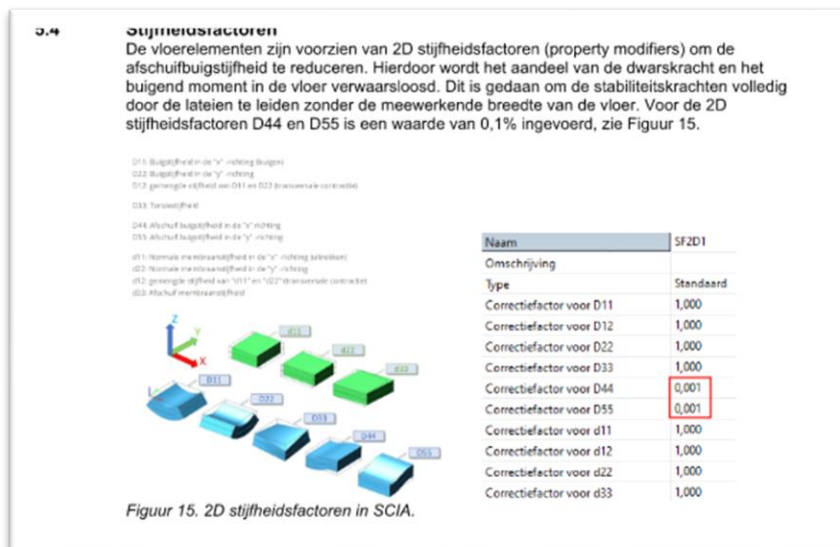 5.4 Stijfheidsfactoren
De vloerelementen zijn voorzien van 2D stijfheidsfactoren (property modifiers) om de
afschuifbuigstijfheid te reduceren. Hierdoor wordt het aandeel van de dwarskracht en het
buigend moment in de vloer verwaarsloosd. Dit is gedaan om de stabiliteitskrachten volledig
door de lateien te leiden zonder de meewerkende breedte van de vloer. Voor de 2D
stijfheidsfactoren D44 en D55 is een waarde van 0,1% ingevoerd, zie Figuur 15.
D11: Buigstijfheid in de "x" -richting (buigen)
D22: Buigstijfheid in de "y" -richting
D12: gemengde stijfheid van D11 en D22 (transversale contractie)
D33: Torsiestijfheid
D44: Afschuif buigstijfheid in de "x" richting
D55: Afschuif buigstijfheid in de "y" -richting
d11: Normale membraanstijfheid in de "x" -richting (uitrekken)
d22: Normale membraanstijfheid in de "y" -richting
d12: gemengde stijfheid van "d11" en "d22" (transversale contractie)
d33: Afschuif membraanstijfheid
Z
Y
X
d11
d22
d33
D11
D22
D33
D44
D55
Naam SF2D1
Omschrijving
Type Standaard
Correctiefactor voor D11 1,000
Correctiefactor voor D12 1,000
Correctiefactor voor D22 1,000
Correctiefactor voor D33 1,000
Correctiefactor voor D44 0,001
Correctiefactor voor D55 0,001
Correctiefactor voor d11 1,000
Correctiefactor voor d12 1,000
Correctiefactor voor d22 1,000
Correctiefactor voor d33 1,000
Figuur 15. 2D stijfheidsfactoren in SCIA.